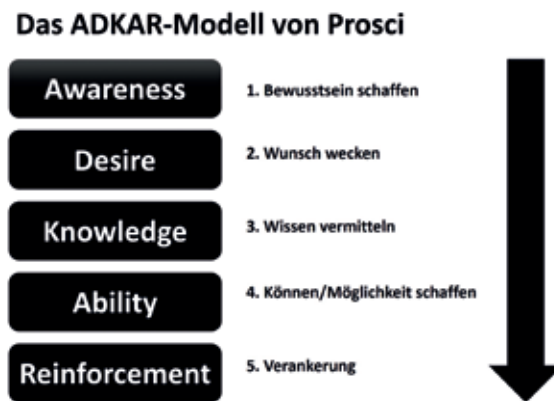 Das ADKAR-Modell von Prosci
Awareness
1. Bewusstsein schaffen
Desire
2. Wunsch wecken
Knowledge
3. Wissen vermitteln
Ability
4. Können/Möglichkeit schaffen
Reinforcement
5. Verankerung